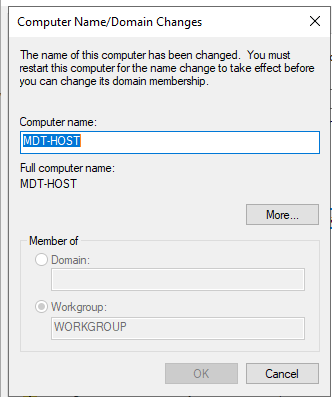 Computer Name/Domain Changes
The name of this computer has been changed.  You must
restart this computer for the name change to take effect before
you can change its domain membership.
Computer name:
MDT-HOST
Full computer name:
MDT-HOST
More...
Member of
Domain:
Workgroup:
WORKGROUP
OK
Cancel